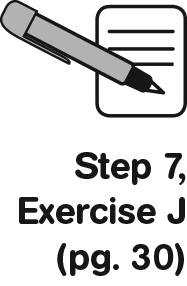 Step 7,
Exercise J
(pg. 30)